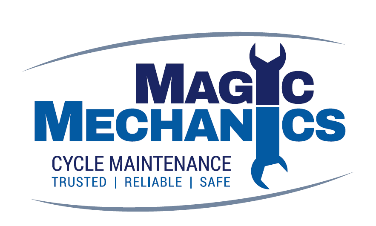 MAGIC
MECHANICS
CYCLE MAINTENANCE
TRUSTED | RELIABLE | SAFE